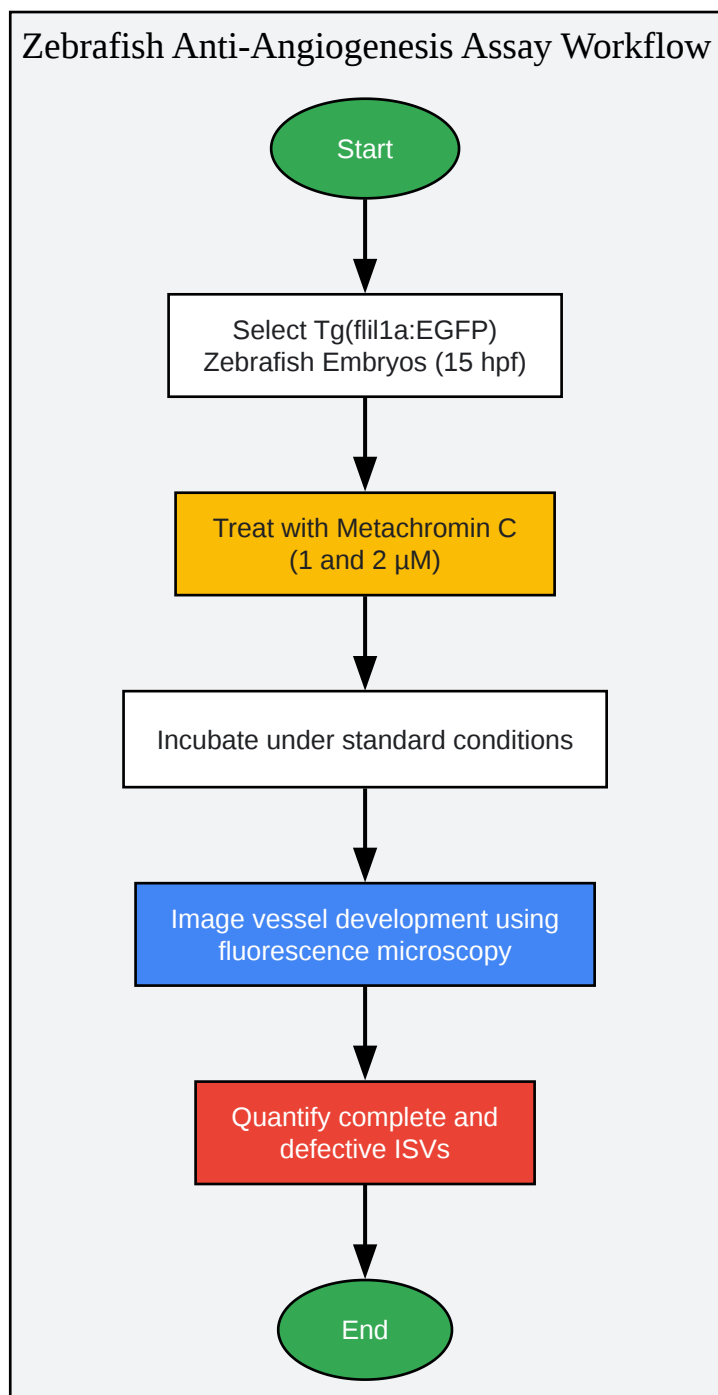 Zebrafish Anti-Angiogenesis Assay Workflow
Start
Select Tg(flil1a:EGFP)
Zebrafish Embryos (15 hpf)
Treat with Metachromin C
(1 and 2 µM)
Incubate under standard conditions
Image vessel development using
fluorescence microscopy
Quantify complete and
defective ISVs
End